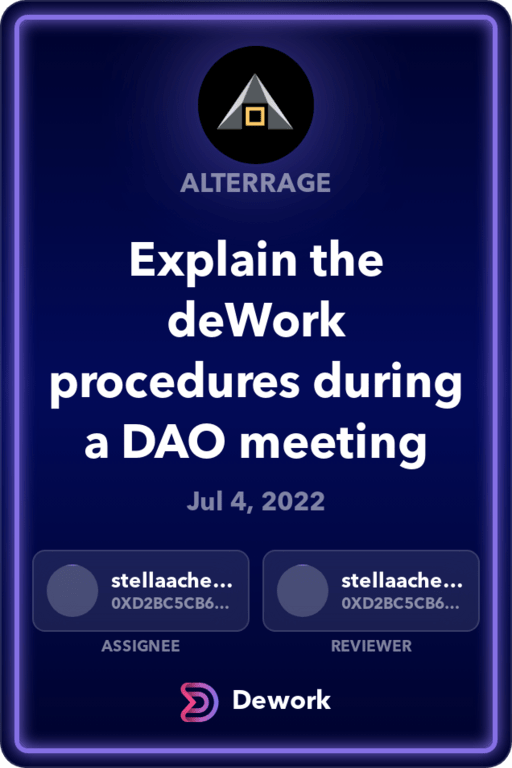 ALTERRAGE
Explain the
deWork
procedures during
a DAO meeting
Jul 4, 2022
stellaache...
0XD2BC5CB6...
ASSIGNEE
stellaache...
0XD2BC5CB6...
REVIEWER
Dework